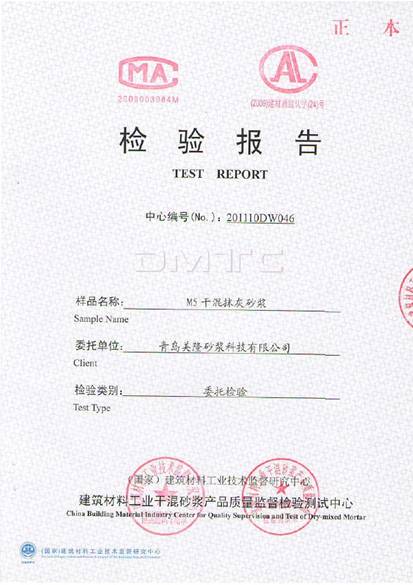 正 本
MA
2009003064M
AL
(2009)建材质监认字(24)号
检 验 报 告
TEST REPORT
中心编号(No.): 201110DW046
DMTC
样品名称: M5 干混抹灰砂浆
Sample Name
委托单位: 青岛美隆砂浆科技有限公司
Client
检验类别: 委托检验
Test Type
(国家)建筑材料工业技术监督研究中心
建筑材料工业干混砂浆产品质量监督检验测试中心
China Building Material Industry Center for Quality Supervision and Test of Dry-mixed Mortar
(国家)建筑材料工业技术监督研究中心